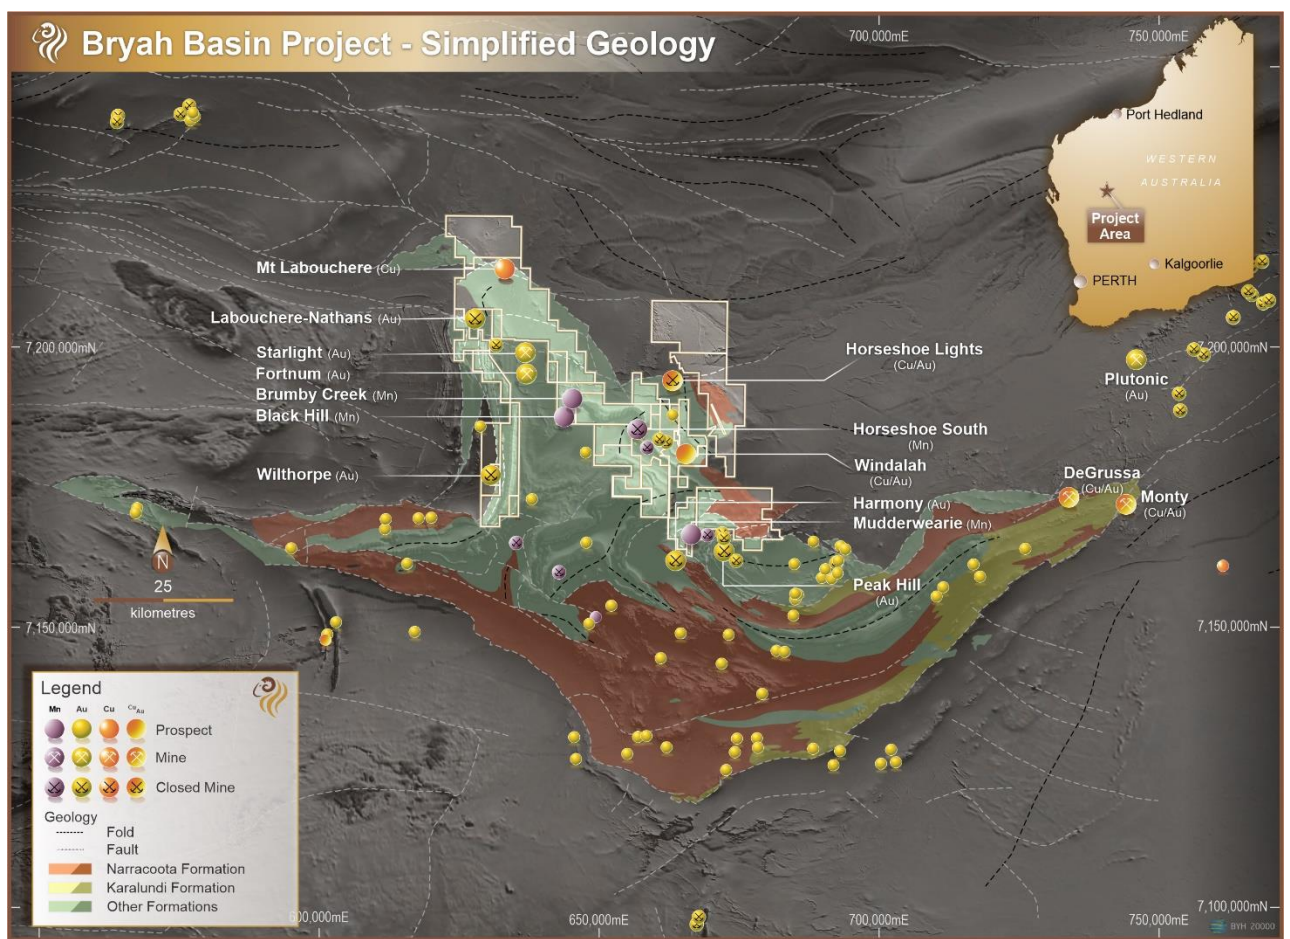 Bryah Basin Project - Simplified Geology
700,000mE
750,000mE
Port Hedland
WESTERN
AUSTRALIA
Project
Area
Kalgoorlie
PERTH
Mt Labouchere (Cu)
Labouchere-Nathans (Au)
7,200,000mN
Starlight (Au)
Fortnum (Au)
Brumby Creek (Mn)
Black Hill (Mn)
Wilthorpe (Au)
Horseshoe Lights
(Cu/Au)
7,200,000mN
Plutonic
(Au)
Horseshoe South
(Mn)
Windalah
(Cu/Au)
Harmony (Au)
Mudderwearie (Mn)
DeGrussa
(Cu/Au)
Monty
(Cu/Au)
Peak Hill
(Au)
N
25
kilometres
7,150,000mN
7,150,000mN
Legend
Mn Au Cu Cu Au
Prospect
Mine
Closed Mine
Geology
Fold
Fault
Narracoota Formation
Karalundi Formation
Other Formations
600,000mE
650,000mE
700,000mE
750,000mE
7,100,000mN
BYH 20000